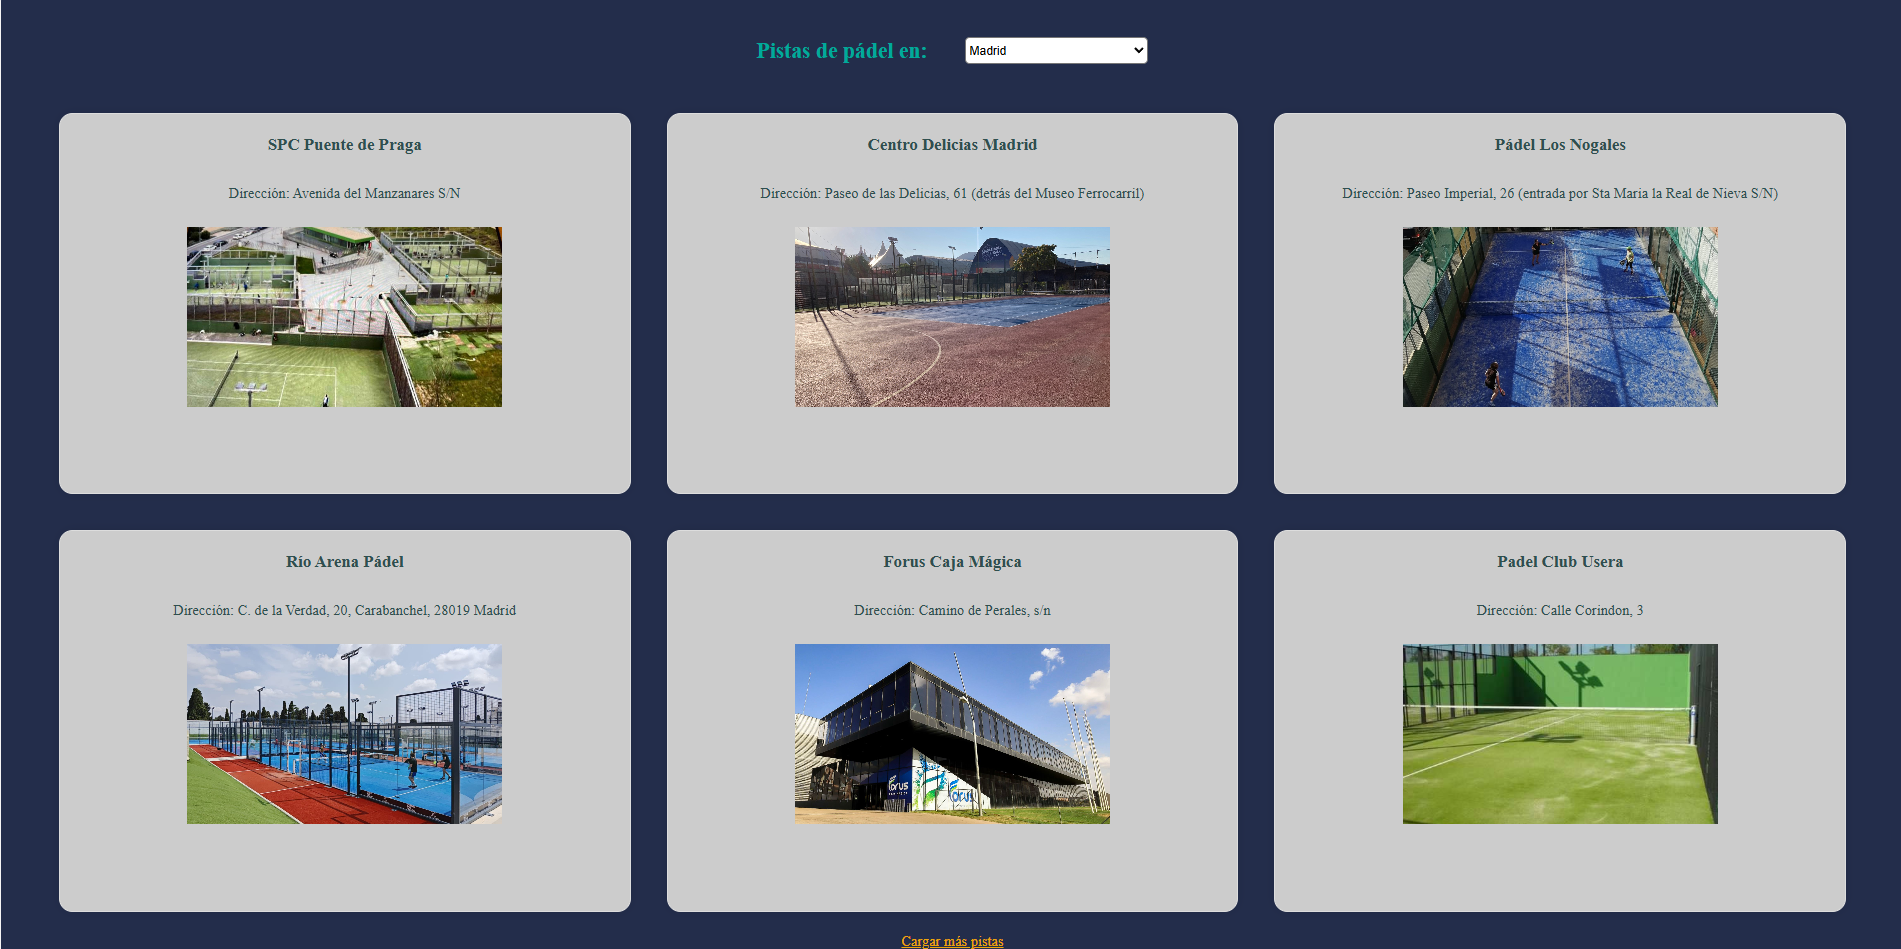 Pistas de pádel en:
Madrid
SPC Puente de Praga
Dirección: Avenida del Manzanares S/N
Centro Delicias Madrid
Dirección: Paseo de las Delicias, 61 (detrás del Museo Ferrocarril)
Pádel Los Nogales
Dirección: Paseo Imperial, 26 (entrada por Sta Maria la Real de Nieva S/N)
Río Arena Pádel
Dirección: C. de la Verdad, 20, Carabanchel, 28019 Madrid
Forus Caja Mágica
Dirección: Camino de Perales, s/n
Forus
Forus
Padel Club Usera
Dirección: Calle Corindon, 3
Cargar más pistas